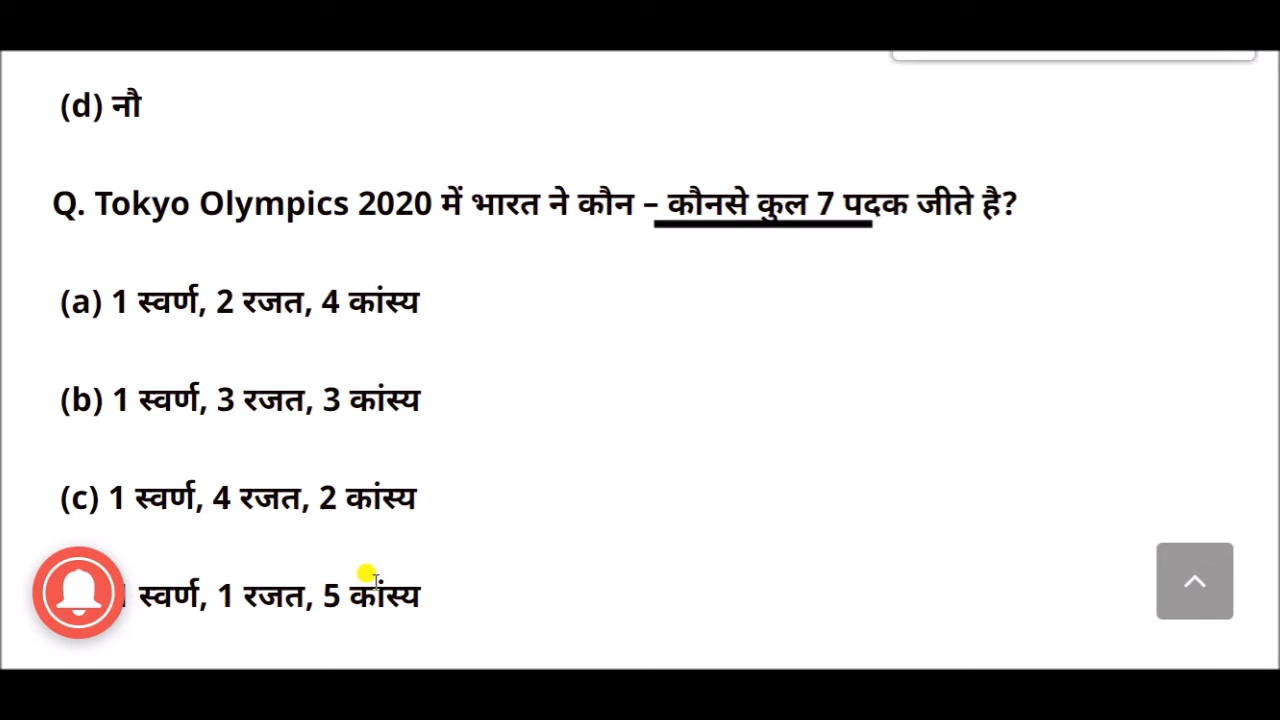 (d) नौ
Q. Tokyo Olympics 2020 में भारत ने कौन – कौनसे कुल 7 पदक जीते है?
(a) 1 स्वर्ण, 2 रजत, 4 कांस्य
(b) 1 स्वर्ण, 3 रजत, 3 कांस्य
(c) 1 स्वर्ण, 4 रजत, 2 कांस्य
1 स्वर्ण, 1 रजत, 5 कांस्य